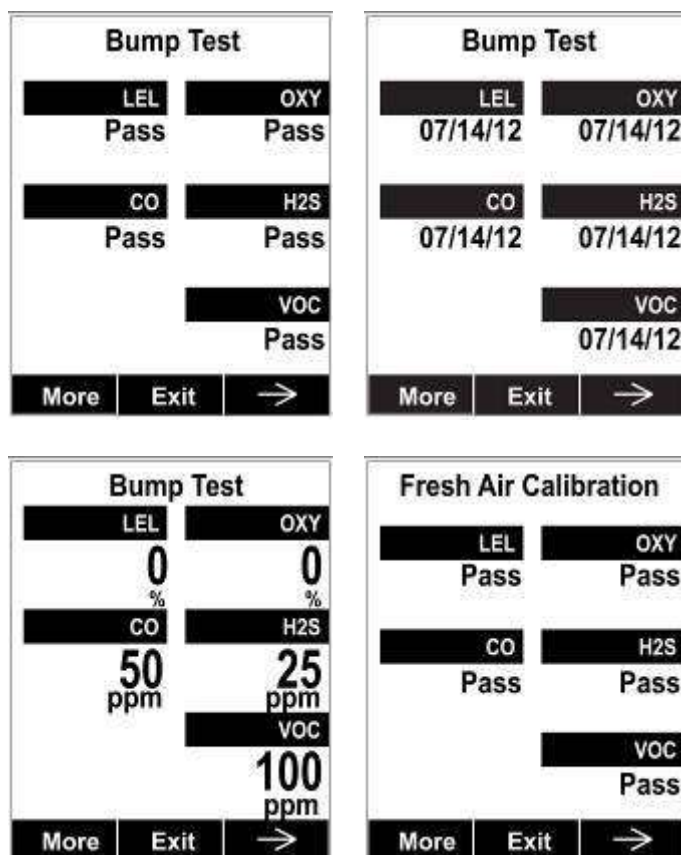 Bump Test
LEL OXY
Pass Pass
CO H2S
Pass Pass
VOC
Pass
More Exit →
Bump Test
LEL OXY
07/14/12 07/14/12
CO H2S
07/14/12 07/14/12
VOC
07/14/12
More Exit →
Bump Test
LEL OXY
0 0
% %
CO H2S
50 25
ppm ppm
VOC
100
ppm
More Exit →
Fresh Air Calibration
LEL OXY
Pass Pass
CO H2S
Pass Pass
VOC
Pass
More Exit →